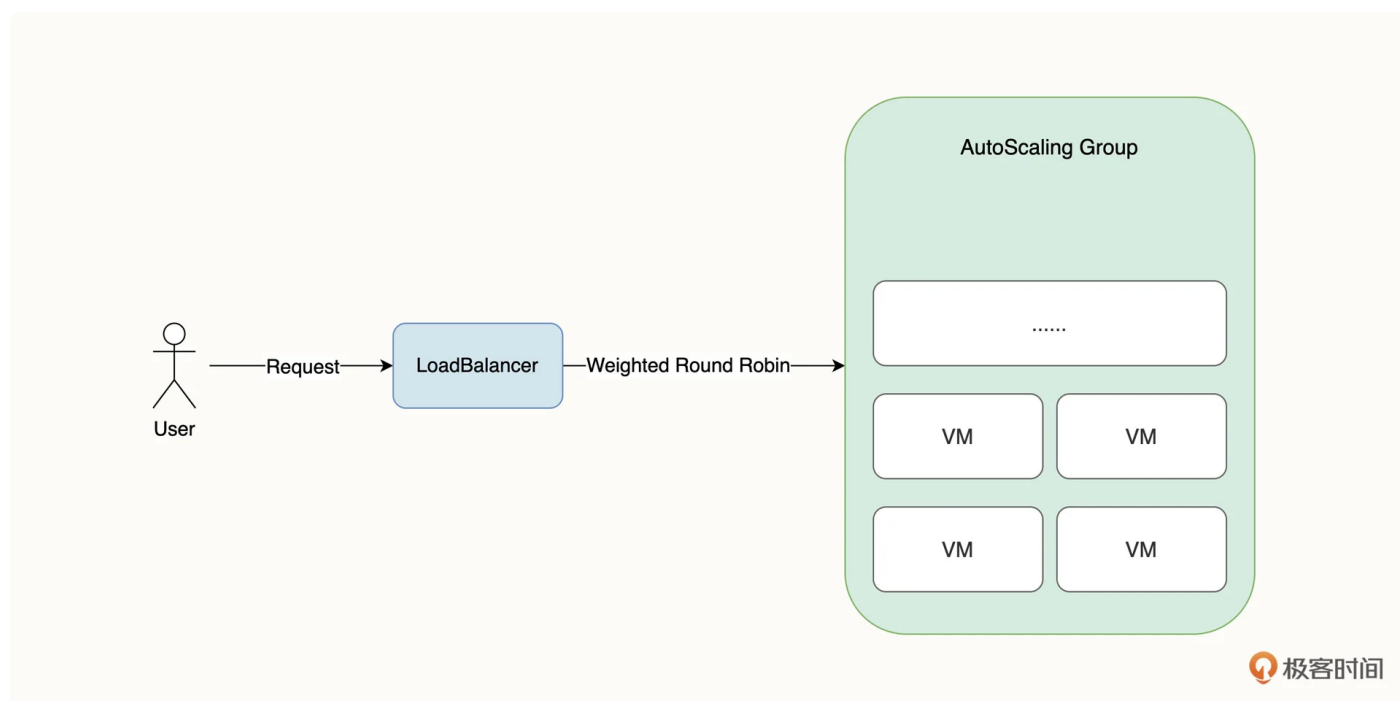 AutoScaling Group
......
User
Request
LoadBalancer
Weighted Round Robin
VM
VM
VM
VM
极客时间